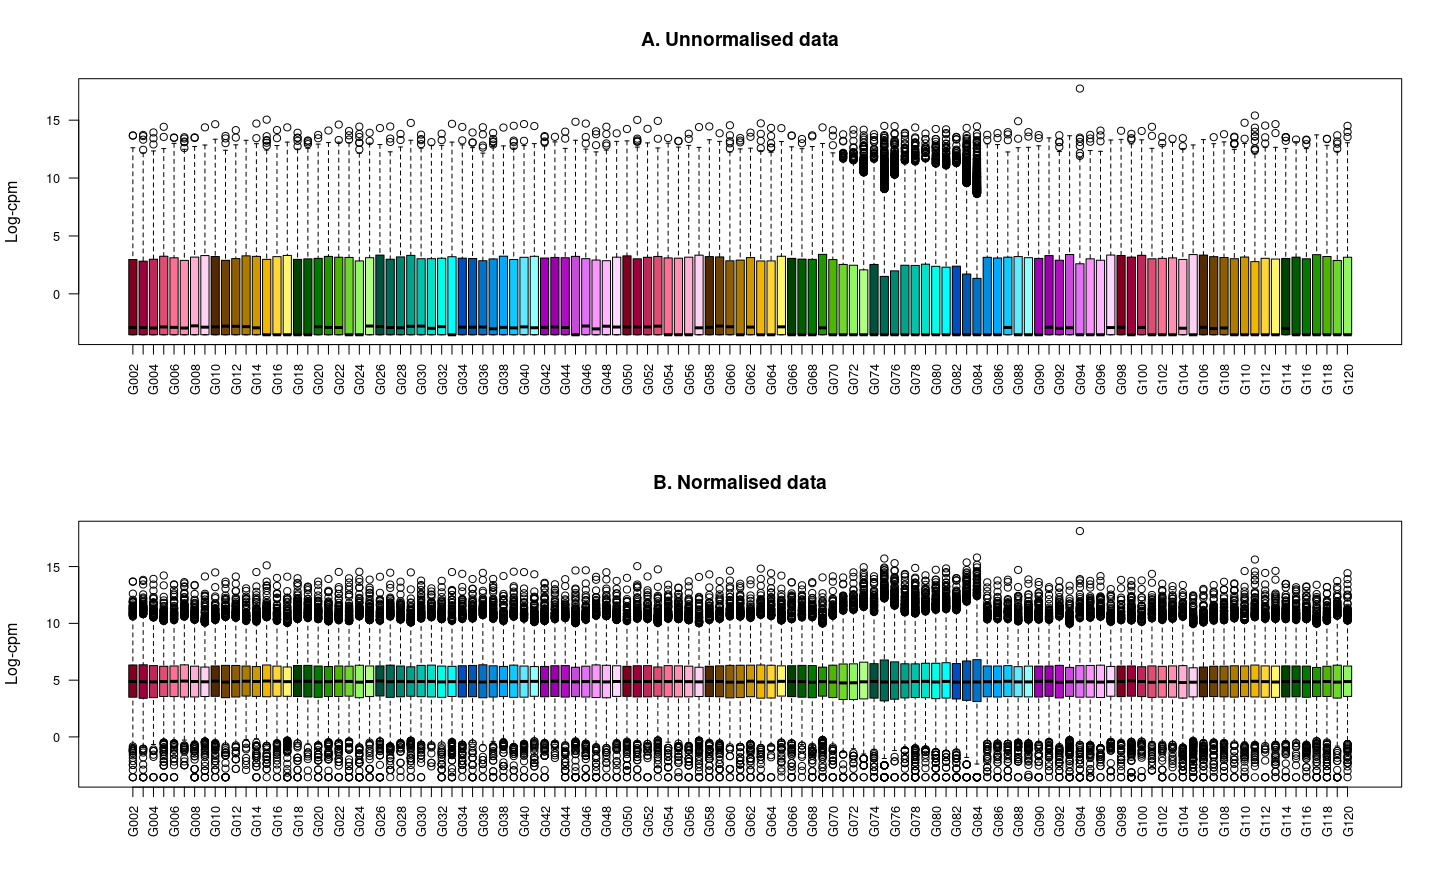 A. Unnormalised data
Log-cpm
15
10
5
0
G002 G004 G006 G008 G010 G012 G014 G016 G018 G020 G022 G024 G026 G028 G030 G032 G034 G036 G038 G040 G042 G044 G046 G048 G050 G052 G054 G056 G058 G060 G062 G064 G066 G068 G070 G072 G074 G076 G078 G080 G082 G084 G086 G088 G090 G092 G094 G096 G098 G100 G102 G104 G106 G108 G110 G112 G114 G116 G118 G120
B. Normalised data
Log-cpm
15
10
5
0
G002 G004 G006 G008 G010 G012 G014 G016 G018 G020 G022 G024 G026 G028 G030 G032 G034 G036 G038 G040 G042 G044 G046 G048 G050 G052 G054 G056 G058 G060 G062 G064 G066 G068 G070 G072 G074 G076 G078 G080 G082 G084 G086 G088 G090 G092 G094 G096 G098 G100 G102 G104 G106 G108 G110 G112 G114 G116 G118 G120